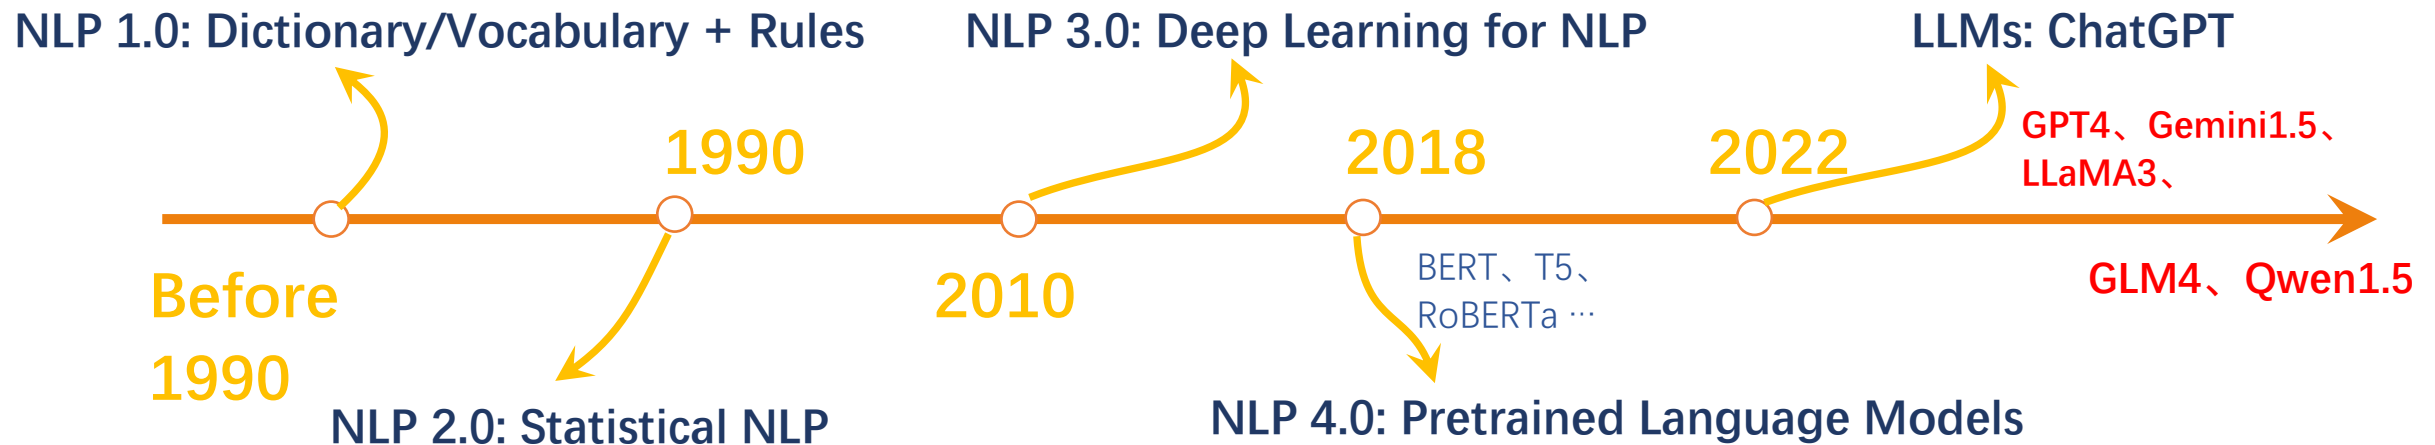 NLP 1.0: Dictionary/Vocabulary + Rules
NLP 3.0: Deep Learning for NLP
LLMs: ChatGPT
1990
2018
2022
GPT4、Gemini1.5、
LLaMA3、
Before
1990
2010
BERT、T5、
RoBERTa …
GLM4、Qwen1.5
NLP 2.0: Statistical NLP
NLP 4.0: Pretrained Language Models